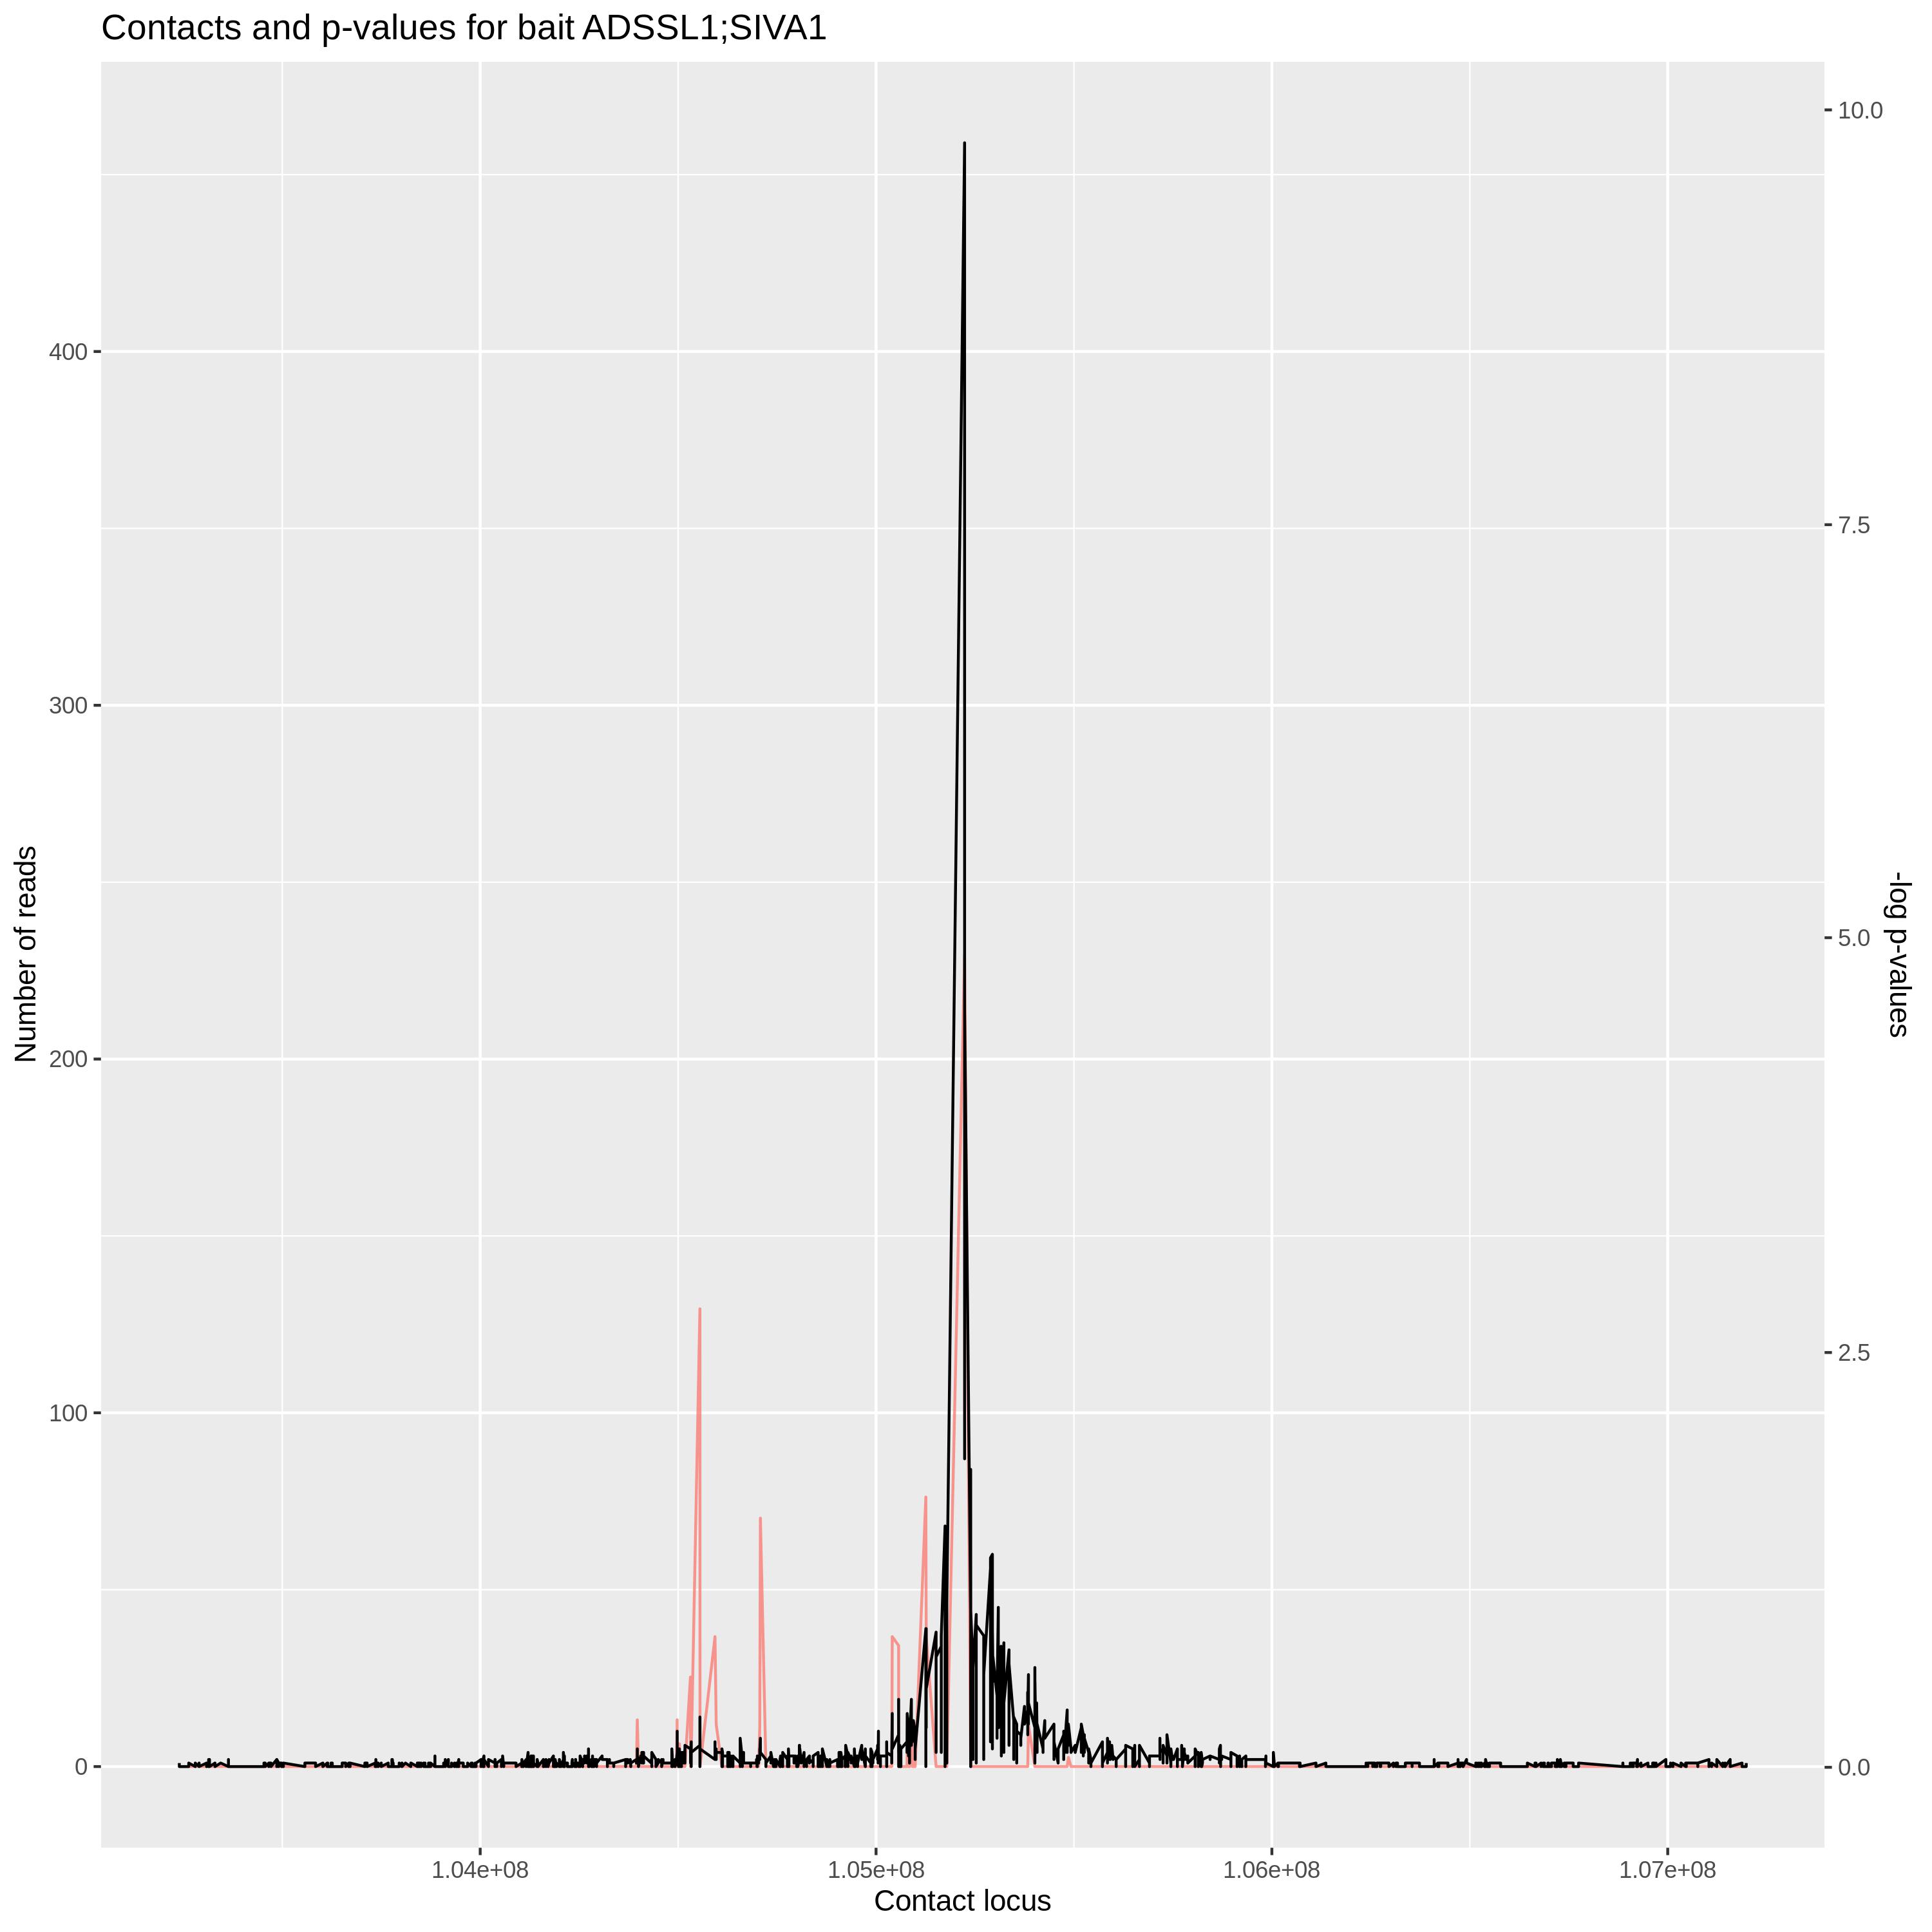 Contacts and p-values for bait ADSSL1;SIVA1
10.0
7.5
5.0
2.5
0.0
400
300
200
100
0
Number of reads
-log p-values
1.04e+08 1.05e+08 1.06e+08 1.07e+08
Contact locus